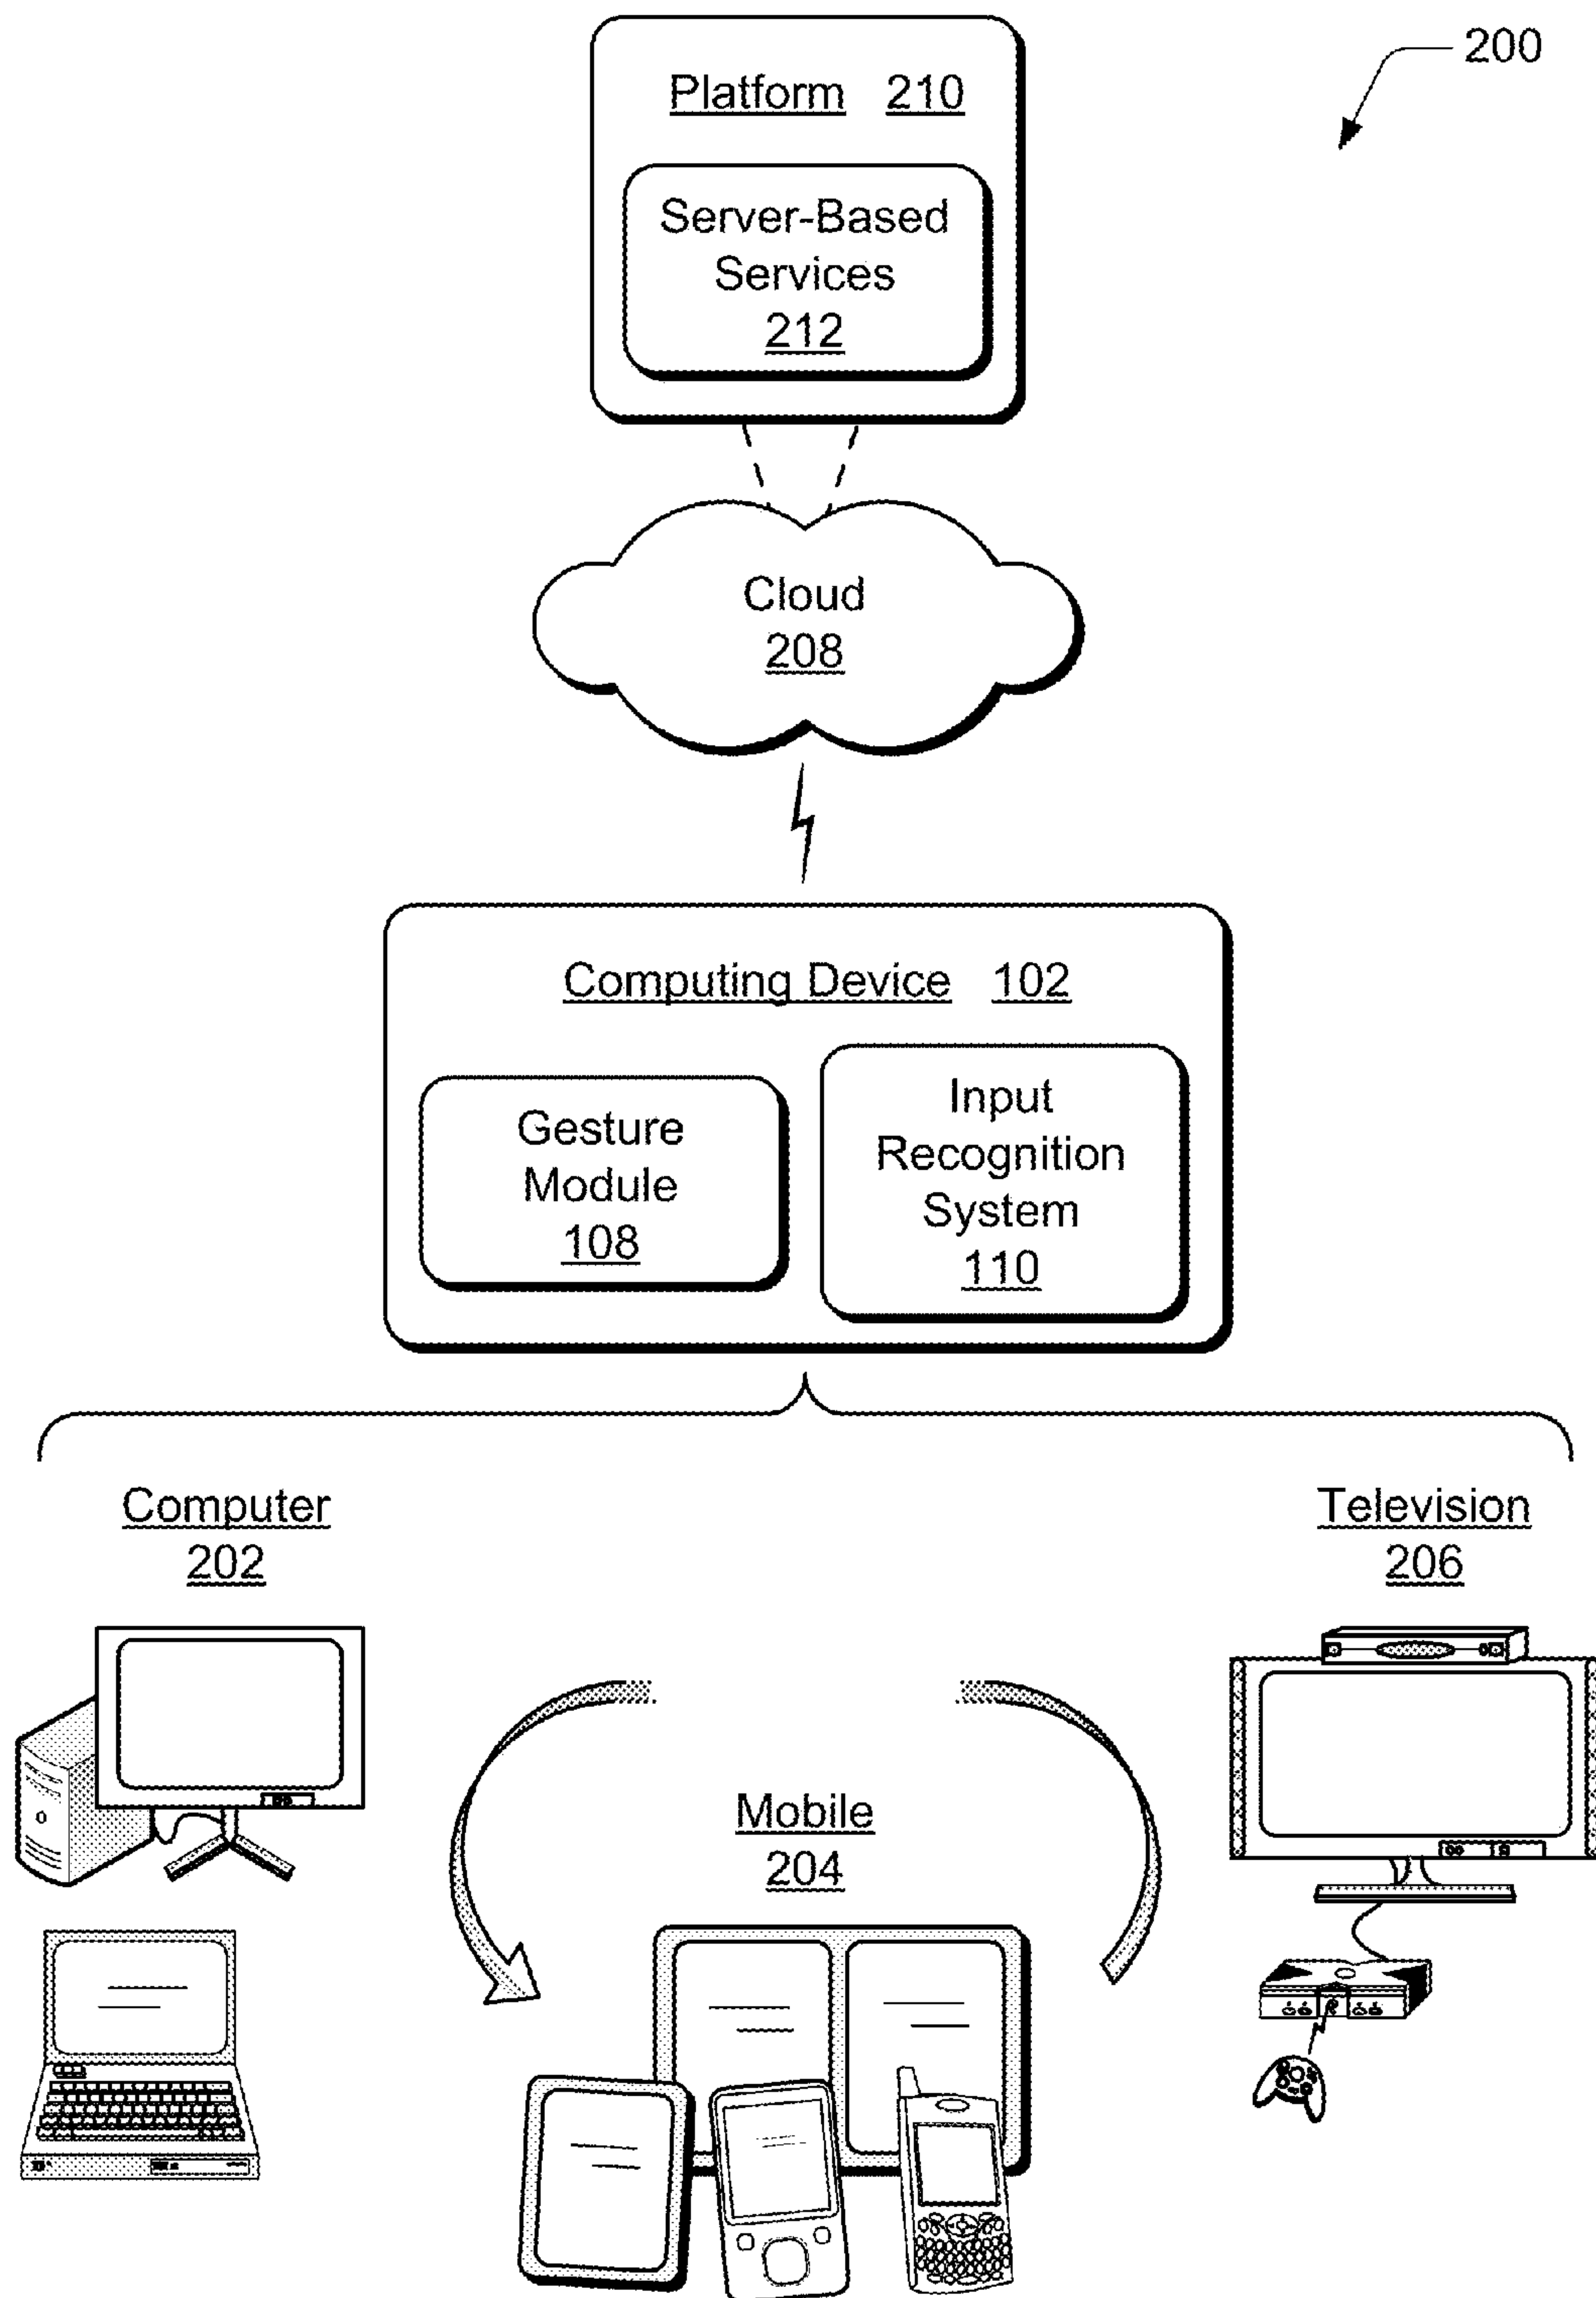 200
Platform 210
Server-Based
Services
212
Cloud
208
Computing Device 102
Gesture
Module
108
Input
Recognition
System
110
Computer
202
Television
206
Mobile
204